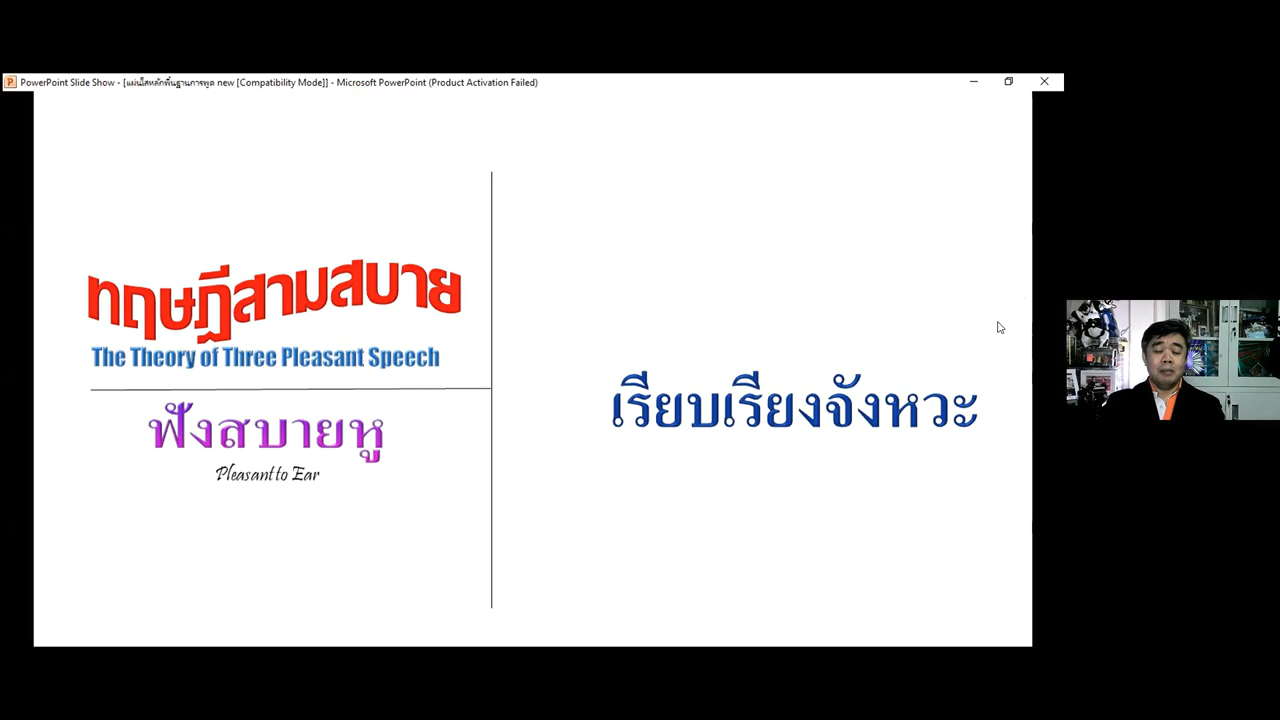 PowerPoint Slide Show - [แผ่นใสหลักพื้นฐานการพูด new [Compatibility Mode]] - Microsoft PowerPoint (Product Activation Failed)
ทฤษฎีสามสบาย
The Theory of Three Pleasant Speech
ฟังสบายหู
Pleasant to Ear
เรียบเรียงจังหวะ